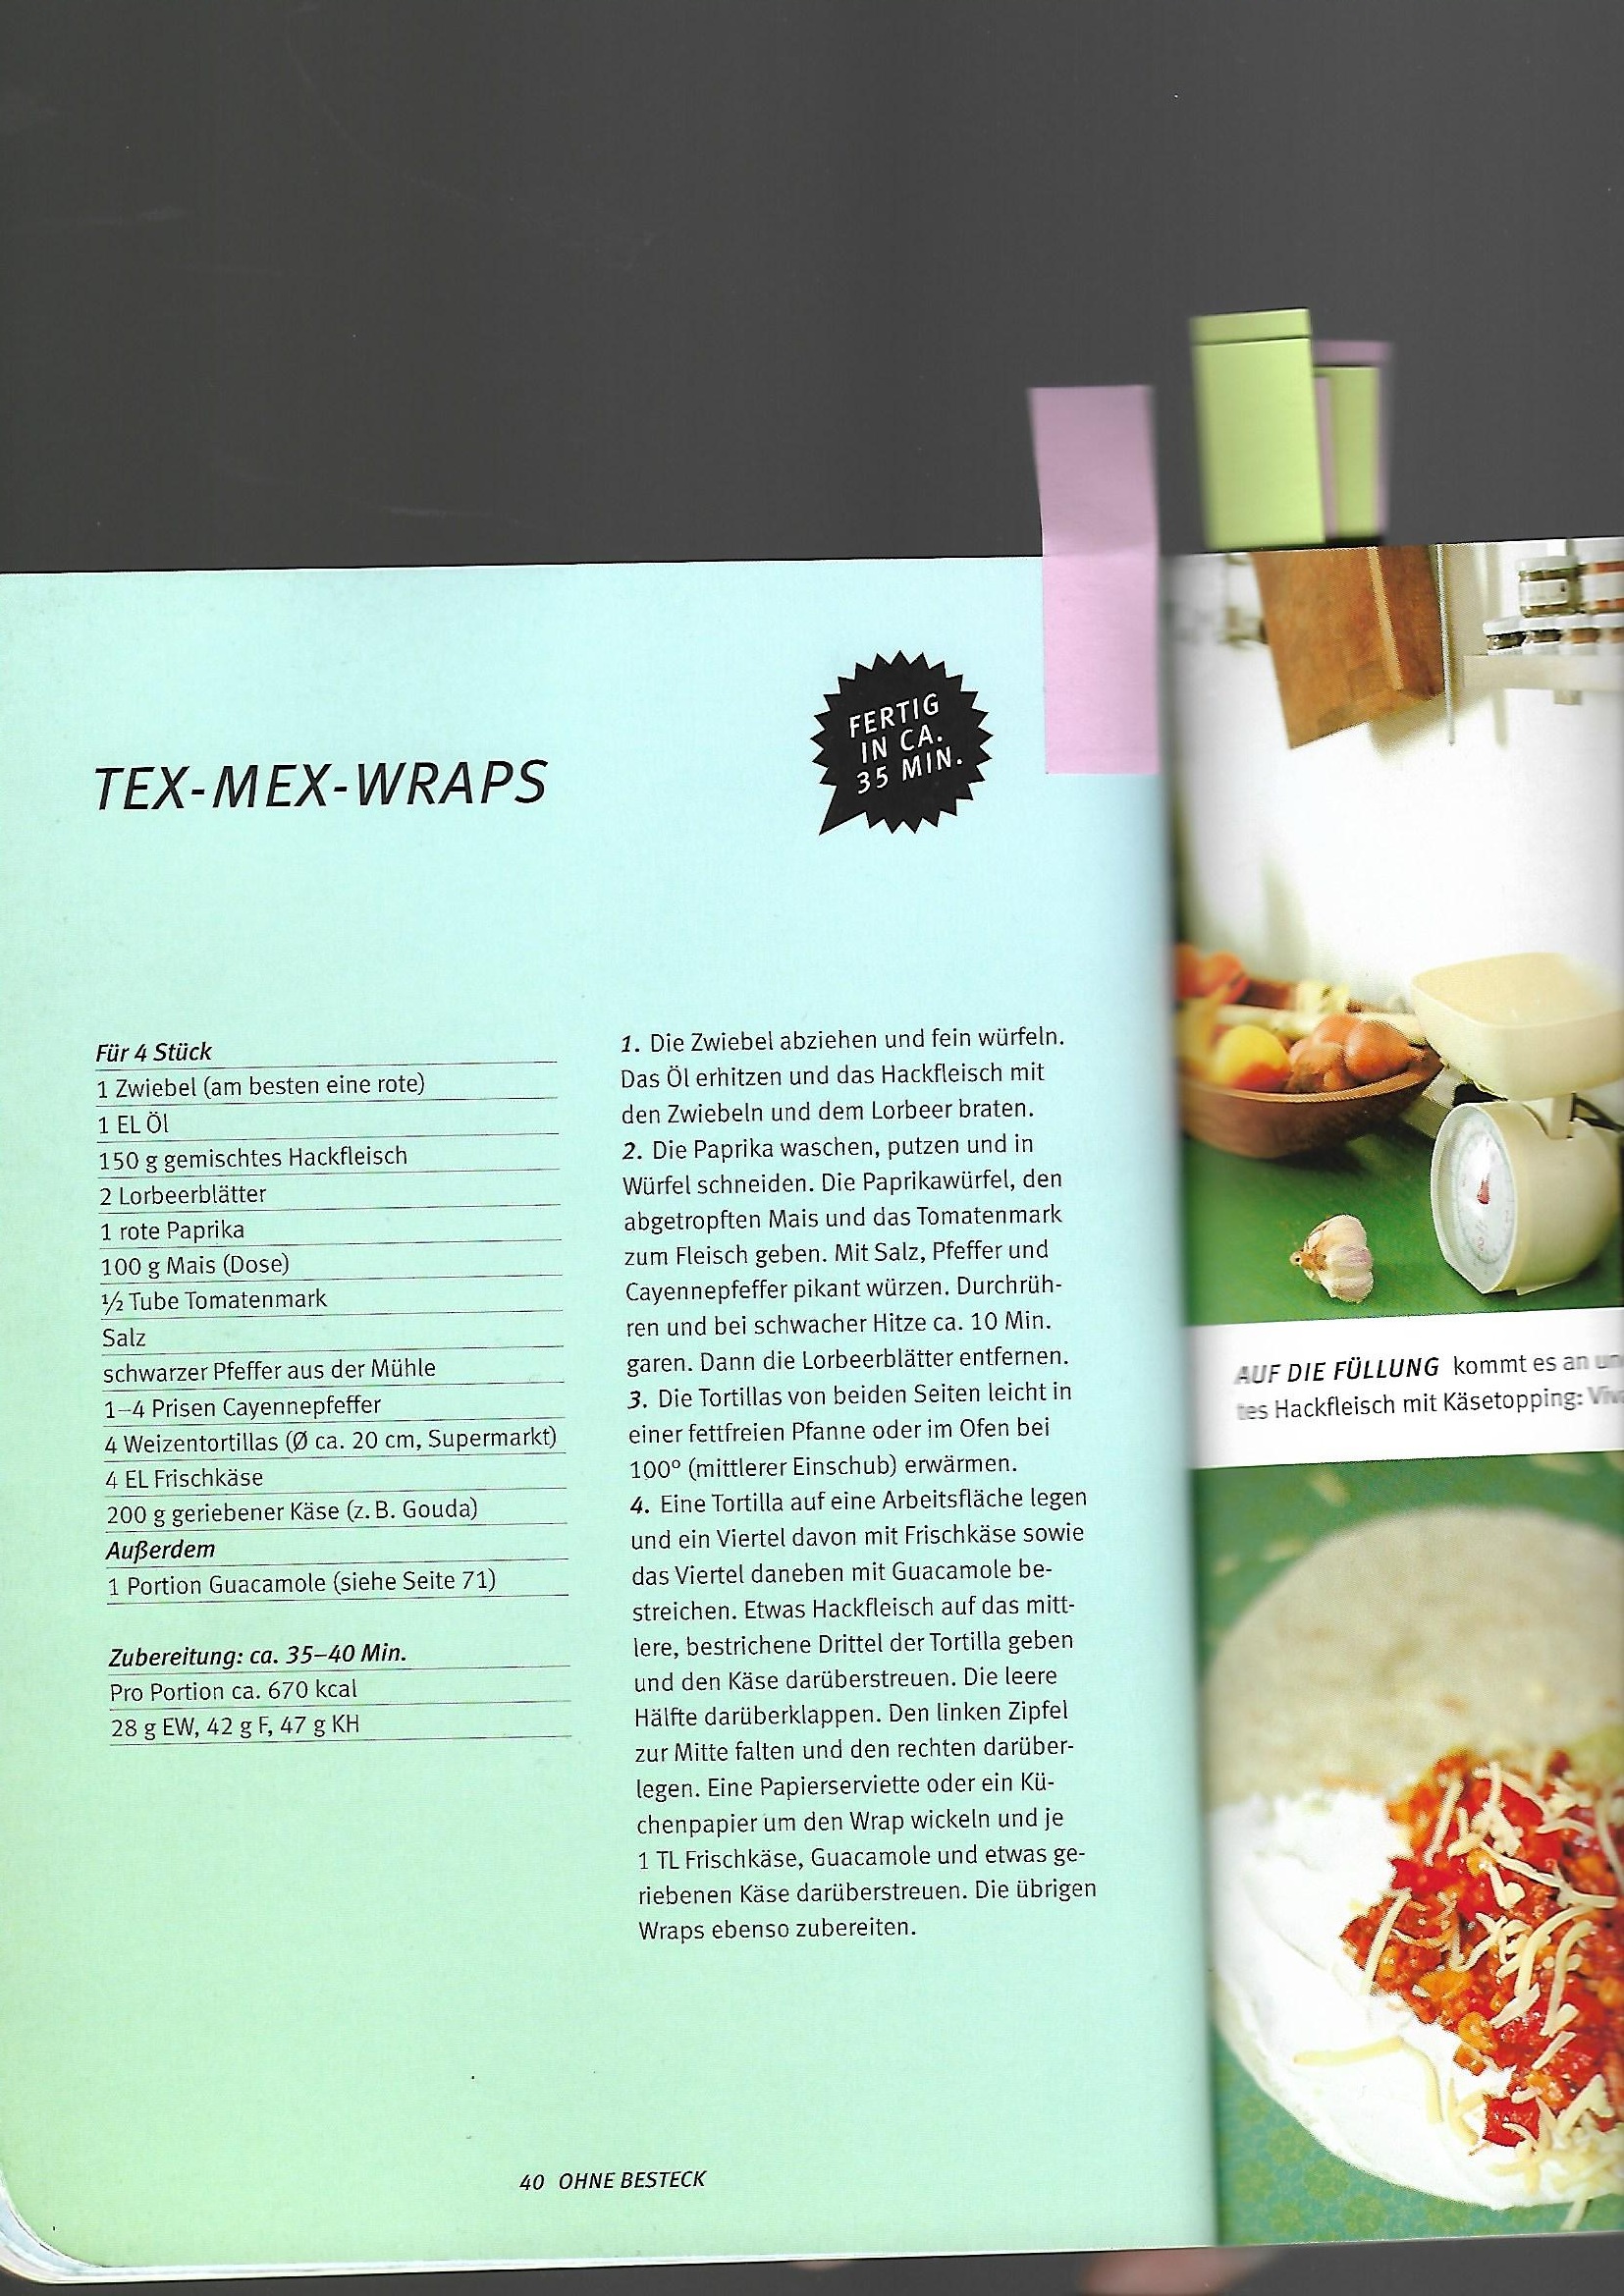 TEX-MEX-WRAPS
FERTIG
IN CA.
35 MIN.
Für 4 Stück
1 Zwiebel (am besten eine rote)
1 EL Öl
150 g gemischtes Hackfleisch
2 Lorbeerblätter
1 rote Paprika
100 g Mais (Dose)
½ Tube Tomatenmark
Salz
schwarzer Pfeffer aus der Mühle
1–4 Prisen Cayennepfeffer
4 Weizentortillas (Ø ca. 20 cm, Supermarkt)
4 EL Frischkäse
200 g geriebener Käse (z. B. Gouda)
Außerdem
1 Portion Guacamole (siehe Seite 71)
Zubereitung: ca. 35–40 Min.
Pro Portion ca. 670 kcal
28 g EW, 42 g F, 47 g KH
1. Die Zwiebel abziehen und fein würfeln.
Das Öl erhitzen und das Hackfleisch mit
den Zwiebeln und dem Lorbeer braten.
2. Die Paprika waschen, putzen und in
Würfel schneiden. Die Paprikawürfel, den
abgetropften Mais und das Tomatenmark
zum Fleisch geben. Mit Salz, Pfeffer und
Cayennepfeffer pikant würzen. Durchrüh-
ren und bei schwacher Hitze ca. 10 Min.
garen. Dann die Lorbeerblätter entfernen.
3. Die Tortillas von beiden Seiten leicht in
einer fettfreien Pfanne oder im Ofen bei
100° (mittlerer Einschub) erwärmen.
4. Eine Tortilla auf eine Arbeitsfläche legen
und ein Viertel davon mit Frischkäse sowie
das Viertel daneben mit Guacamole be-
streichen. Etwas Hackfleisch auf das mitt-
lere, bestrichene Drittel der Tortilla geben
und den Käse darüberstreuen. Die leere
Hälfte darüberklappen. Den linken Zipfel
zur Mitte falten und den rechten darüber-
legen. Eine Papierserviette oder ein Kü-
chenpapier um den Wrap wickeln und je
1 TL Frischkäse, Guacamole und etwas ge-
riebenen Käse darüberstreuen. Die übrigen
Wraps ebenso zubereiten.
40 OHNE BESTECK
AUF DIE FÜLLUNG kommt es an
tes Hackfleisch mit Käsetopping: